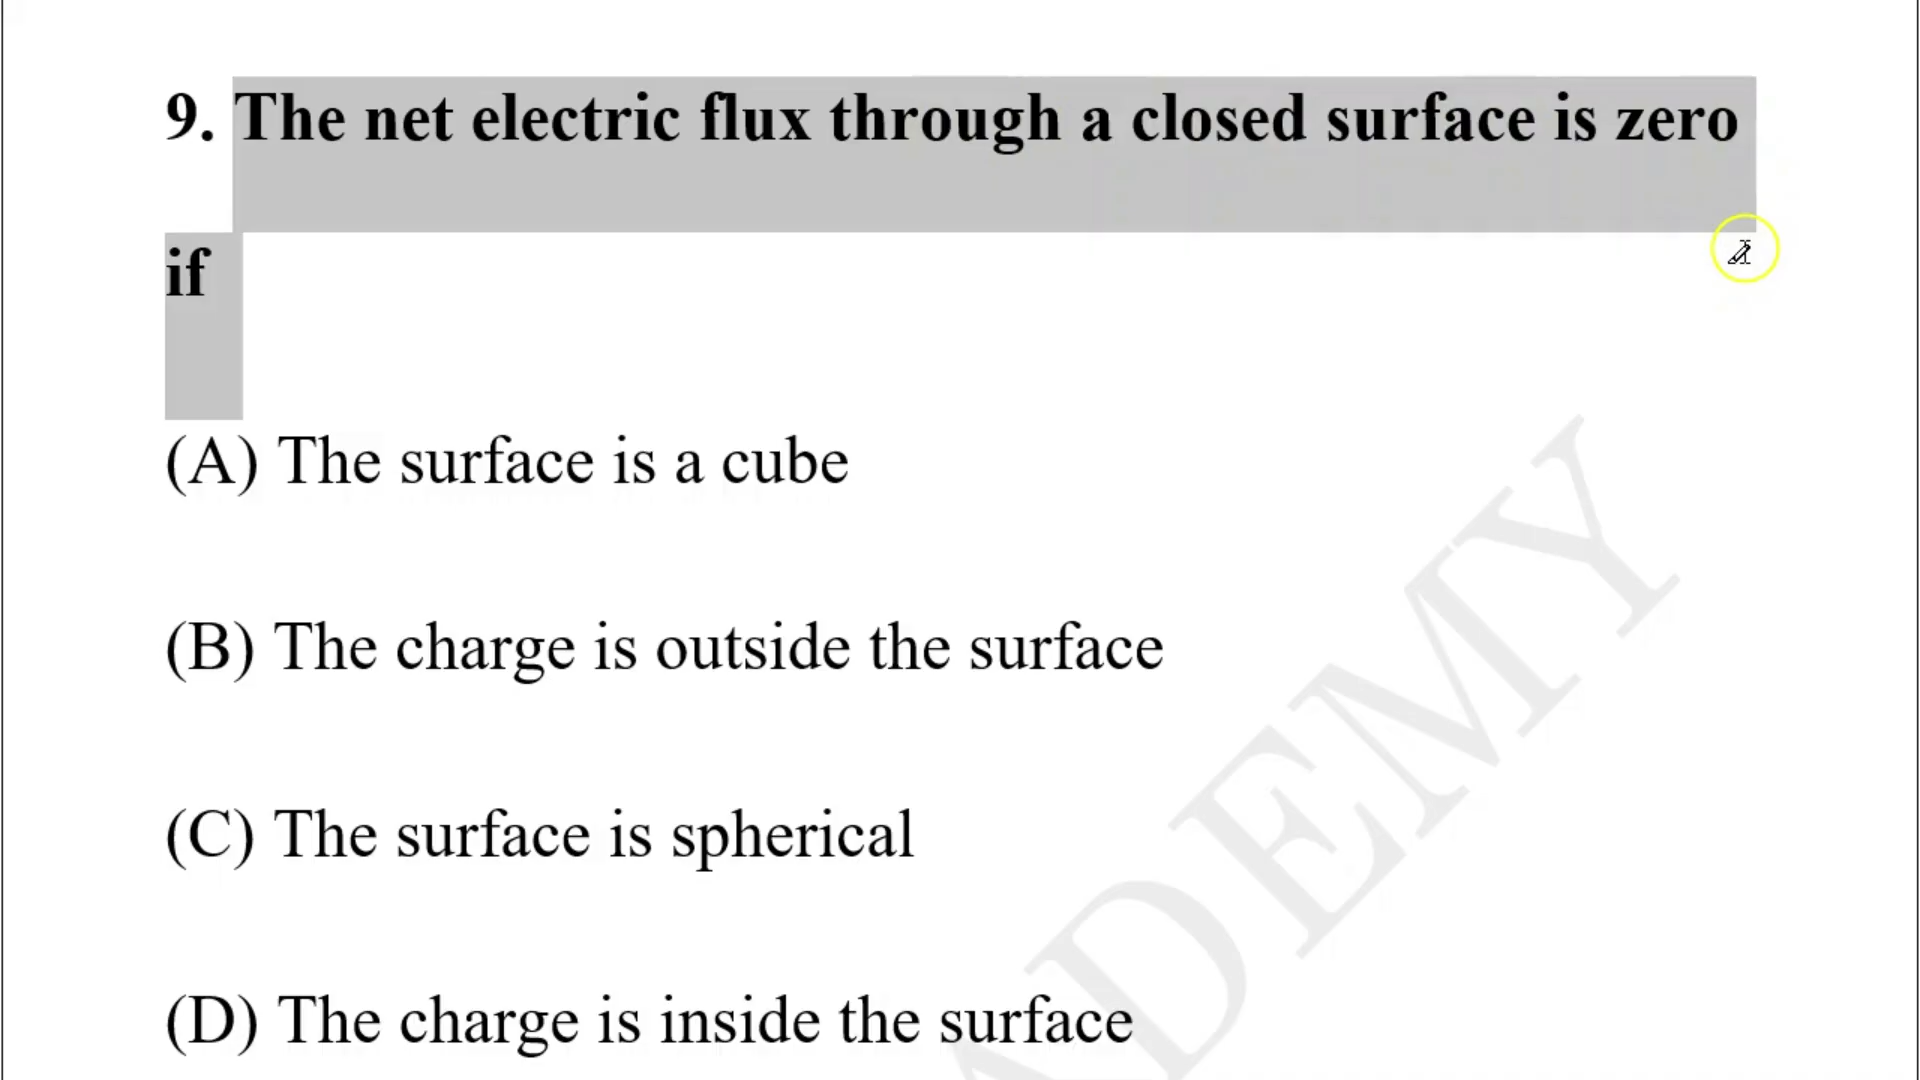 9. The net electric flux through a closed surface is zero
if
(A) The surface is a cube
(B) The charge is outside the surface
(C) The surface is spherical
(D) The charge is inside the surface
ADEMY